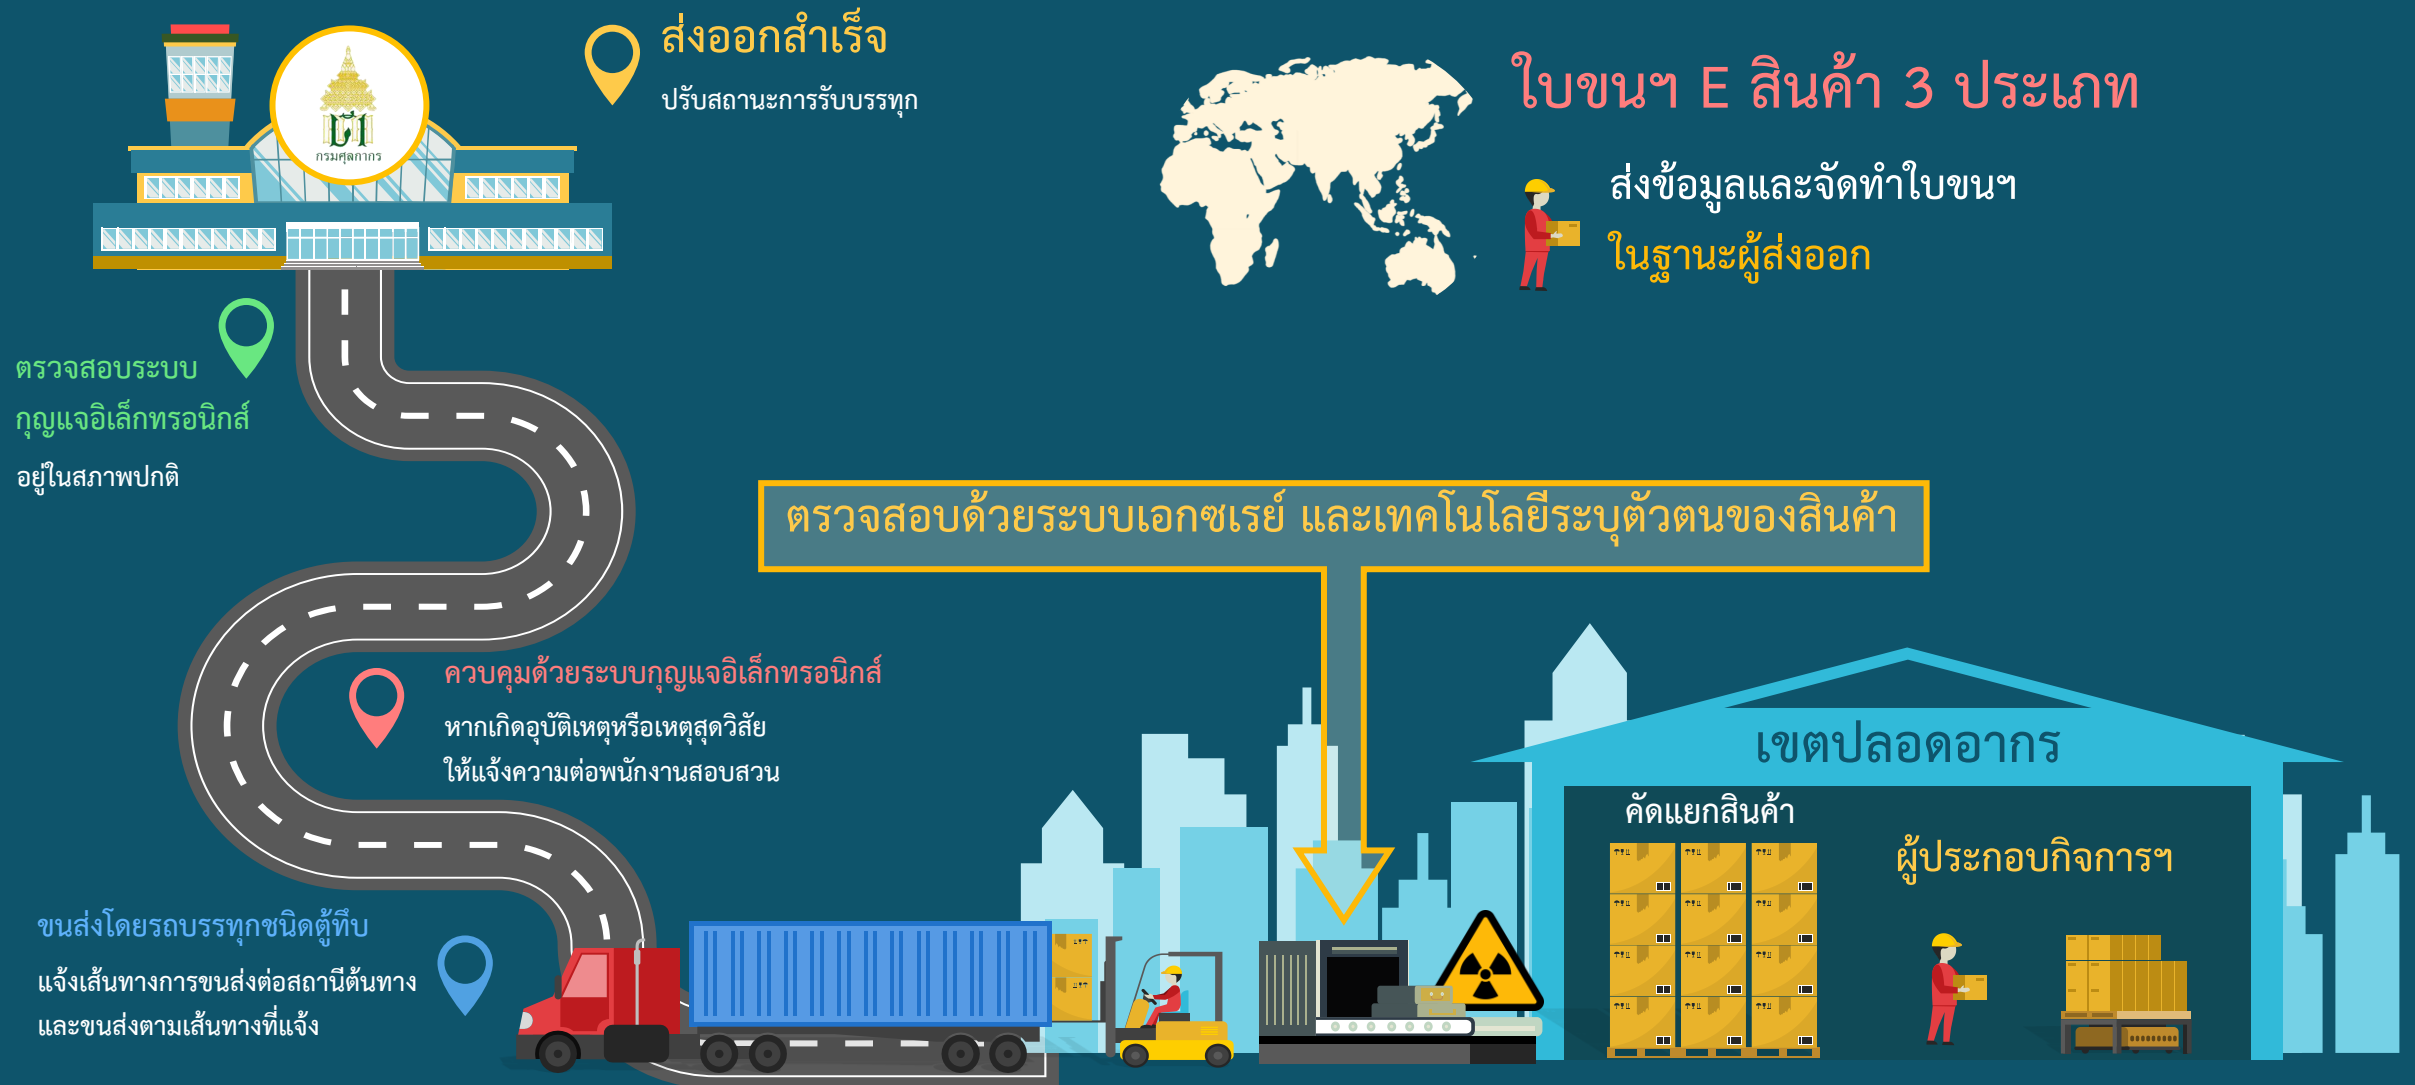 ส่งออกสำเร็จ
ปรับสถานะการรับบรรทุก
กรมศุลกากร
ใบขนฯ E สินค้า 3 ประเภท
ส่งข้อมูลและจัดทำใบขนฯ
ในฐานะผู้ส่งออก
ตรวจสอบระบบ
กุญแจอิเล็กทรอนิกส์
อยู่ในสภาพปกติ
ตรวจสอบด้วยระบบเอกซเรย์ และเทคโนโลยีระบุตัวตนของสินค้า
ควบคุมด้วยระบบกุญแจอิเล็กทรอนิกส์
หากเกิดอุบัติเหตุหรือเหตุสุดวิสัย
ให้แจ้งความต่อพนักงานสอบสวน
เขตปลอดอากร
คัดแยกสินค้า
ผู้ประกอบกิจการฯ
ขนส่งโดยรถบรรทุกชนิดตู้ทึบ
แจ้งเส้นทางการขนส่งต่อสถานีต้นทาง
และขนส่งตามเส้นทางที่แจ้ง